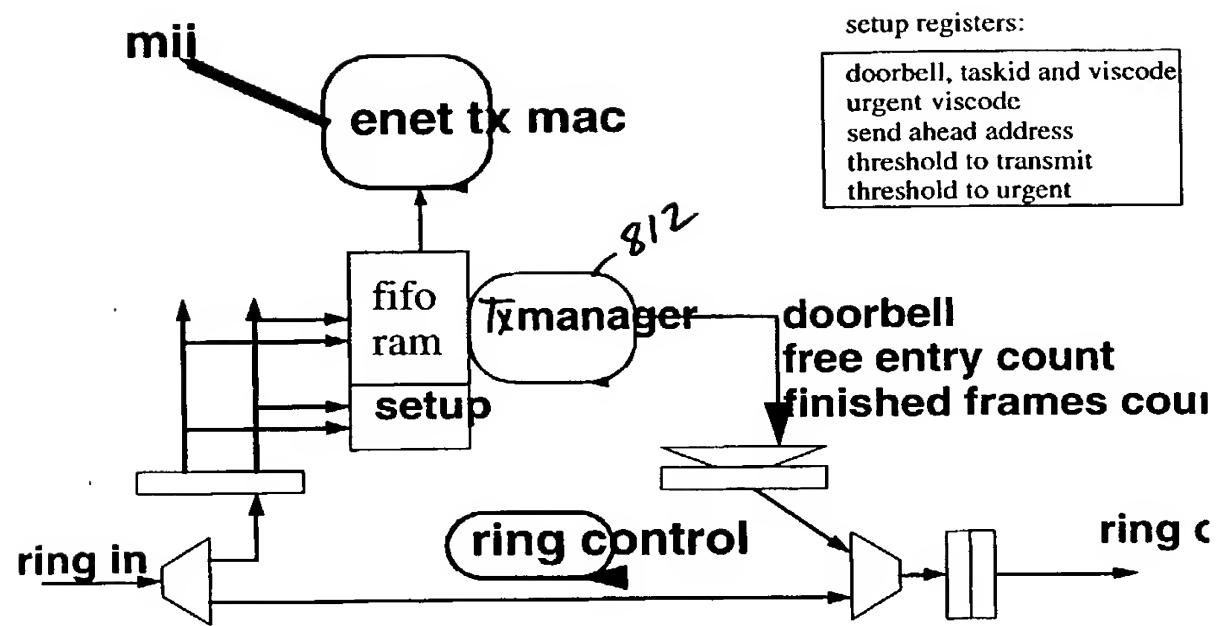 setup registers:
mii
doorbell, taskid and viscode
urgent viscode
send ahead address
threshold to transmit
threshold to urgent
enet tx mac
812
fifo
ram
Txmanager
doorbell
free entry count
finished frames
setup
ring control
ring in
ring